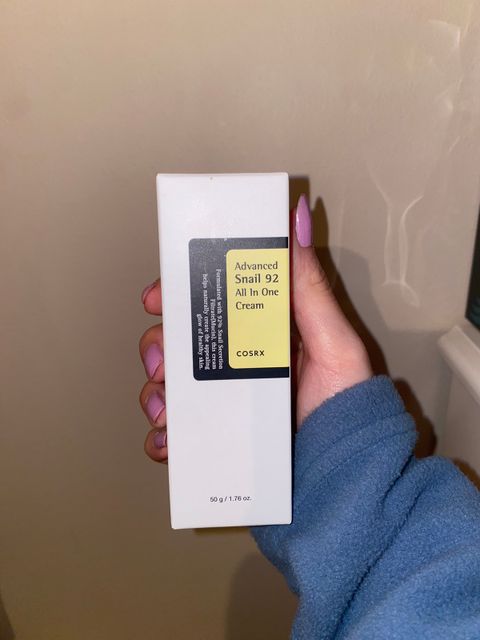 Advanced
Snail 92
All In One
Cream
COSRX
Formulated with 92% Snail Secretion
Filtrate(Mucin), this cream
helps naturally create the appealing
glow of healthy skin.
50 g / 1.76 oz.